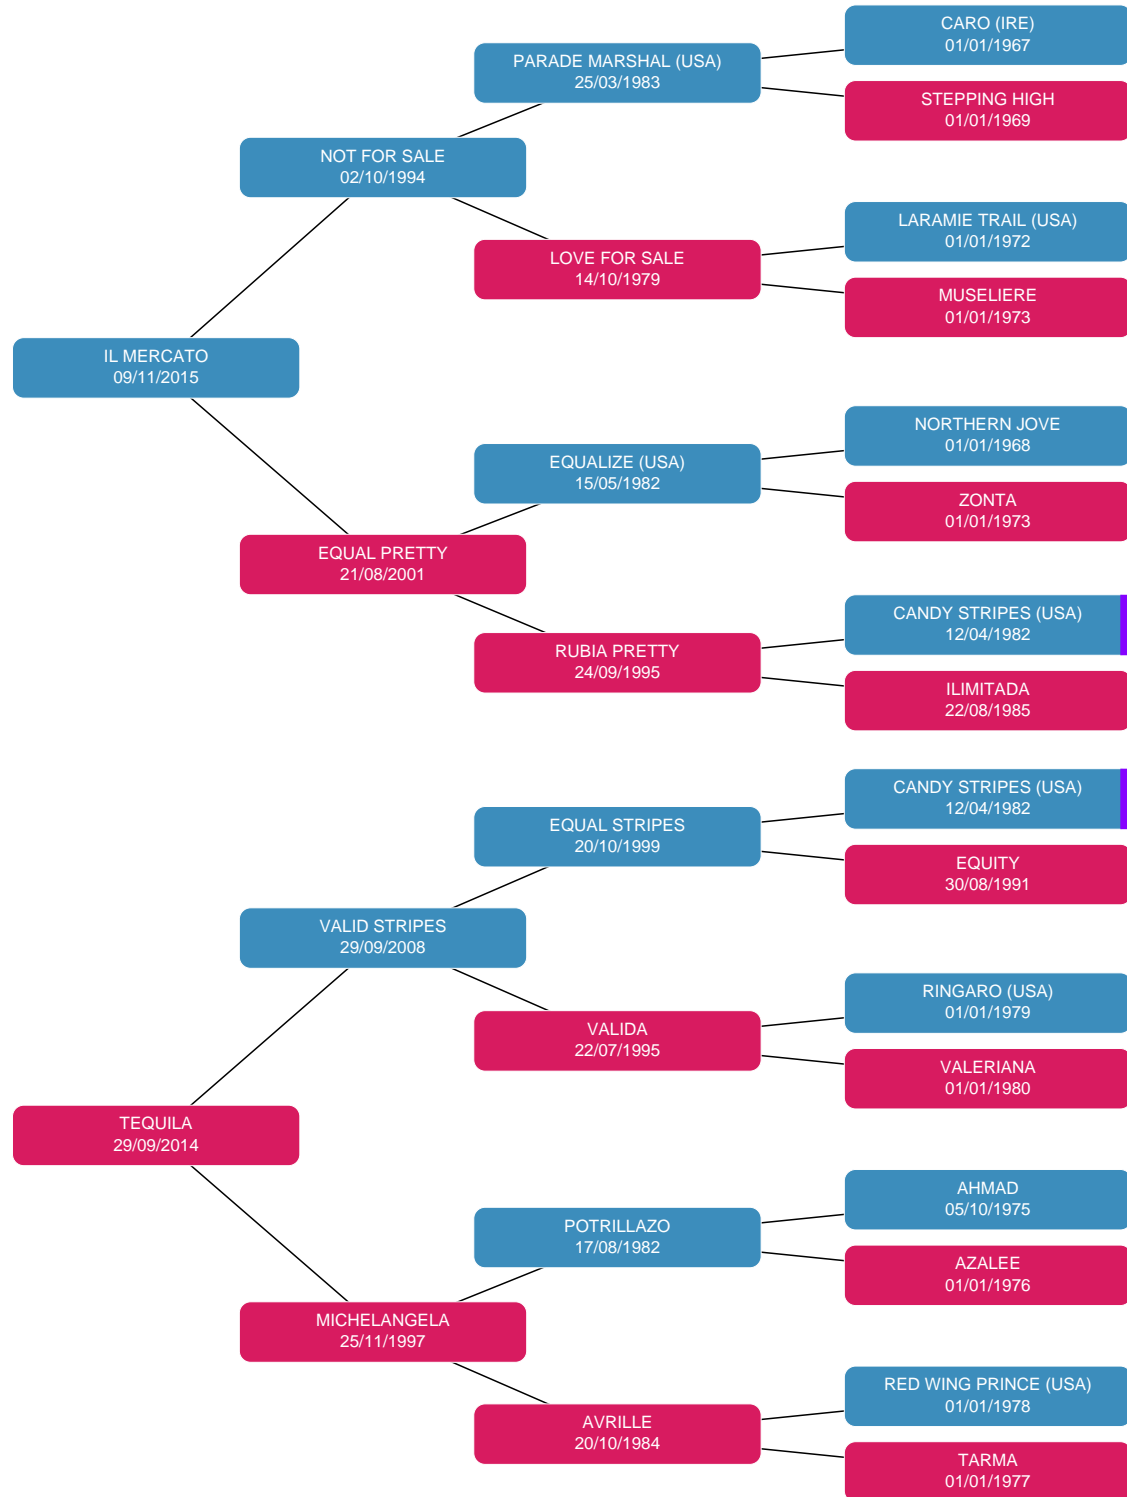 CARO (IRE)
01/01/1967
PARADE MARSHAL (USA)
25/03/1983
STEPPING HIGH
01/01/1969
NOT FOR SALE
02/10/1994
LARAMIE TRAIL (USA)
01/01/1972
LOVE FOR SALE
14/10/1979
MUSELIERE
01/01/1973
IL MERCATO
09/11/2015
NORTHERN JOVE
01/01/1968
EQUALIZE (USA)
15/05/1982
ZONTA
01/01/1973
EQUAL PRETTY
21/08/2001
CANDY STRIPES (USA)
12/04/1982
RUBIA PRETTY
24/09/1995
ILIMITADA
22/08/1985
CANDY STRIPES (USA)
12/04/1982
EQUAL STRIPES
20/10/1999
EQUITY
30/08/1991
VALID STRIPES
29/09/2008
RINGARO (USA)
01/01/1979
VALIDA
22/07/1995
VALERIANA
01/01/1980
TEQUILA
29/09/2014
AHMAD
05/10/1975
POTRILLAZO
17/08/1982
AZALEE
01/01/1976
MICHELANGELA
25/11/1997
RED WING PRINCE (USA)
01/01/1978
AVRILLE
20/10/1984
TARMA
01/01/1977